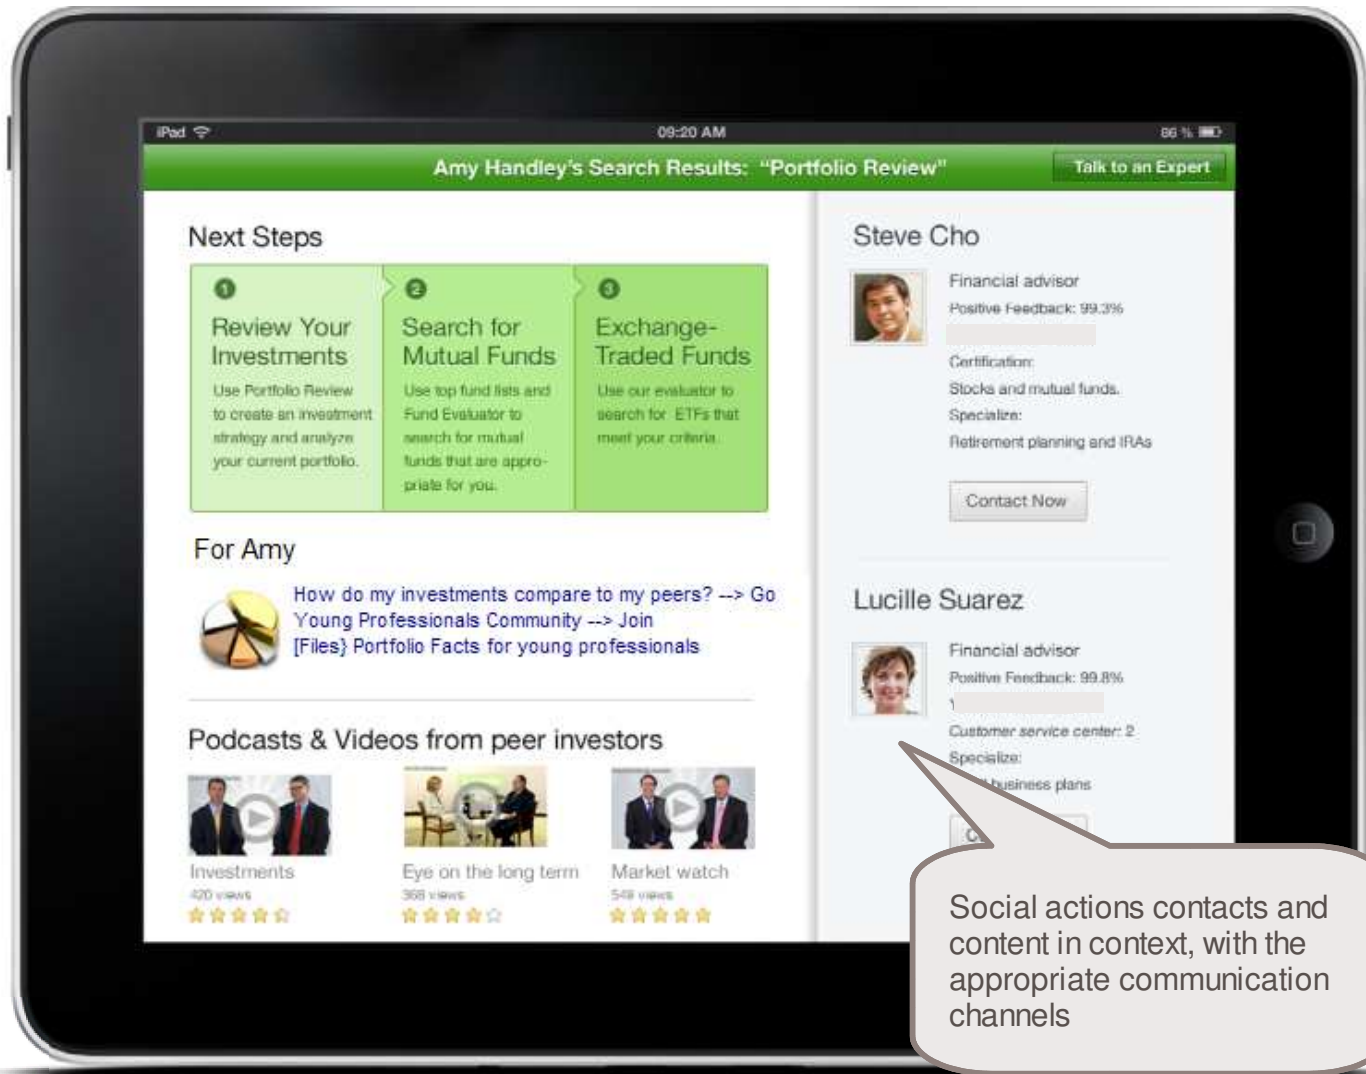 iPad
09:20 AM
86 %
Amy Handley's Search Results: "Portfolio Review"
Talk to an Expert
Next Steps
1
Review Your
Investments
Use Portfolio Review
to create an investment
strategy and analyze
your current portfolio.
2
Search for
Mutual Funds
Use top fund lists and
Fund Evaluator to
search for mutual
funds that are appro-
priate for you.
3
Exchange-
Traded Funds
Use our evaluator to
search for ETFs that
meet your criteria.
For Amy
How do my investments compare to my peers? --> Go
Young Professionals Community --> Join
[Files} Portfolio Facts for young professionals
Podcasts & Videos from peer investors
Investments
420 views
Eye on the long term
368 views
Market watch
549 views
Steve Cho
Financial advisor
Positive Feedback: 99.3%
Certification:
Stocks and mutual funds.
Specialize:
Retirement planning and IRAs
Contact Now
Lucille Suarez
Financial advisor
Positive Feedback: 99.8%
Customer service center: 2
Specialize:
business plans
Social actions contacts and
content in context, with the
appropriate communication
channels